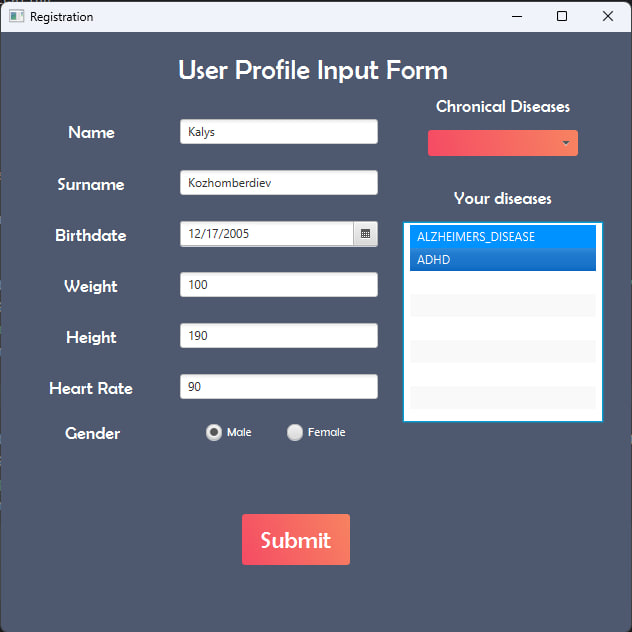 Registration
User Profile Input Form
Chronical Diseases
Name
Kalys
Surname
Kozhomberdiev
Your diseases
Birthdate
12/17/2005
ALZHEIMERS_DISEASE
ADHD
Weight
100
Height
190
Heart Rate
90
Gender
Male
Female
Submit